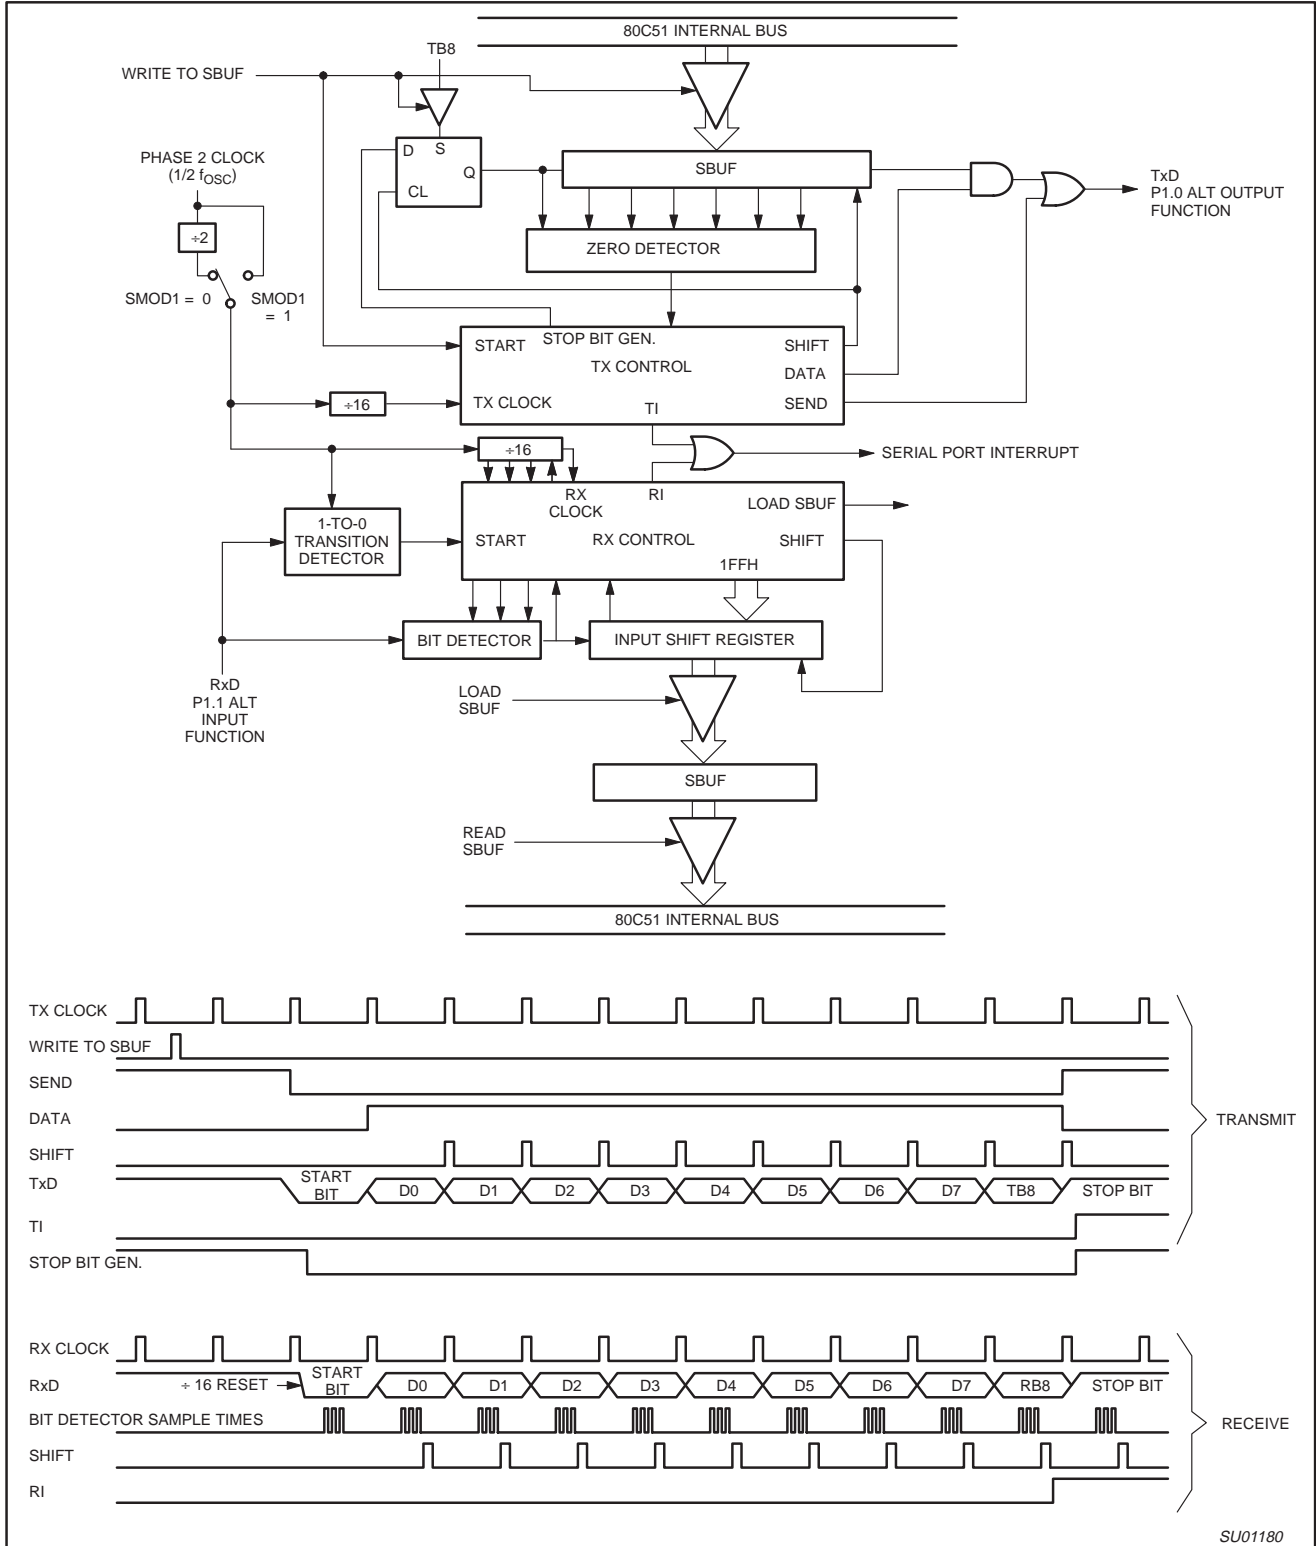 80C51 INTERNAL BUS
TB8
WRITE TO SBUF
D
S
Q
CL
SBUF
PHASE 2 CLOCK
(1/2 fOSC)
TxD
P1.0 ALT OUTPUT
FUNCTION
÷2
ZERO DETECTOR
SMOD1 = 0
SMOD1
= 1
STOP BIT GEN.
START
SHIFT
TX CONTROL
DATA
÷16
TX CLOCK
TI
SEND
÷16
SERIAL PORT INTERRUPT
RX
CLOCK
RI
LOAD SBUF
1-TO-0
TRANSITION
DETECTOR
START
RX CONTROL
SHIFT
1FFH
BIT DETECTOR
INPUT SHIFT REGISTER
RxD
P1.1 ALT
INPUT
FUNCTION
LOAD
SBUF
SBUF
READ
SBUF
80C51 INTERNAL BUS
TX CLOCK
WRITE TO SBUF
SEND
DATA
TRANSMIT
SHIFT
TxD
START
BIT
D0
D1
D2
D3
D4
D5
D6
D7
TB8
STOP BIT
TI
STOP BIT GEN.
RX CLOCK
RxD
÷ 16 RESET
START
BIT
D0
D1
D2
D3
D4
D5
D6
D7
RB8
STOP BIT
BIT DETECTOR SAMPLE TIMES
RECEIVE
SHIFT
RI
SU01180